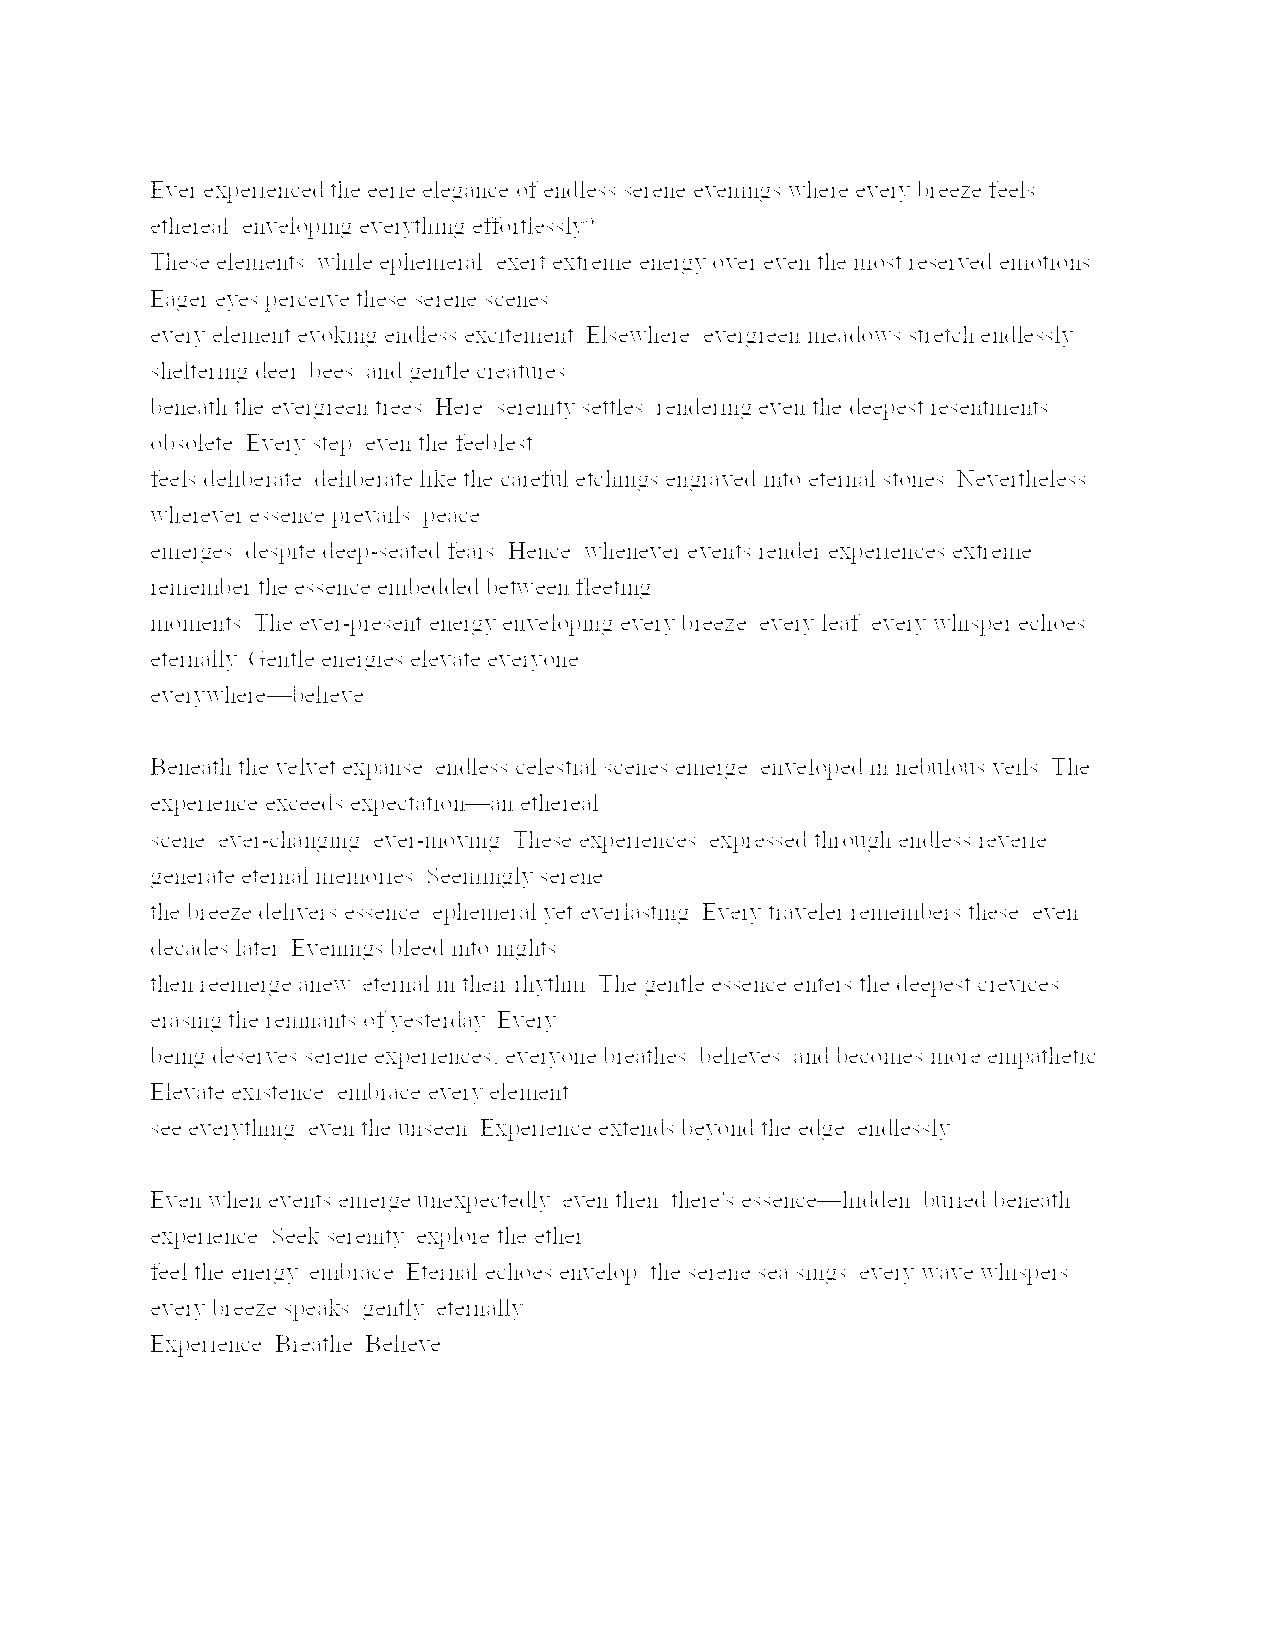 Ever experienced the eerie elegance of endless serene evenings where every breeze feels
ethereal, enveloping everything effortlessly?
These elements, while ephemeral, exert extreme energy over even the most reserved emotions.
Eager eyes perceive these serene scenes,
every element evoking endless excitement. Elsewhere, evergreen meadows stretch endlessly,
sheltering deer, bees, and gentle creatures
beneath the evergreen trees. Here, serenity settles, rendering even the deepest resentments
obsolete. Every step, even the feeblest,
feels deliberate, deliberate like the careful etchings engraved into eternal stones. Nevertheless,
wherever essence prevails, peace
emerges, despite deep-seated fears. Hence, whenever events render experiences extreme,
remember the essence embedded between fleeting
moments. The ever-present energy enveloping every breeze, every leaf, every whisper echoes
eternally. Gentle energies elevate everyone,
everywhere—believe.
Beneath the velvet expanse, endless celestial scenes emerge, enveloped in nebulous veils. The
experience exceeds expectation—an ethereal
scene, ever-changing, ever-moving. These experiences, expressed through endless reverie,
generate eternal memories. Seemingly serene,
the breeze delivers essence, ephemeral yet everlasting. Every traveler remembers these, even
decades later. Evenings bleed into nights,
then reemerge anew, eternal in their rhythm. The gentle essence enters the deepest crevices,
erasing the remnants of yesterday. Every
being deserves serene experiences; everyone breathes, believes, and becomes more empathetic.
Elevate existence, embrace every element,
see everything, even the unseen. Experience extends beyond the edge, endlessly.
Even when events emerge unexpectedly, even then, there's essence—hidden, buried beneath
experience. Seek serenity, explore the ether,
feel the energy, embrace. Eternal echoes envelop, the serene sea sings, every wave whispers,
every breeze speaks, gently, eternally.
Experience. Breathe. Believe.